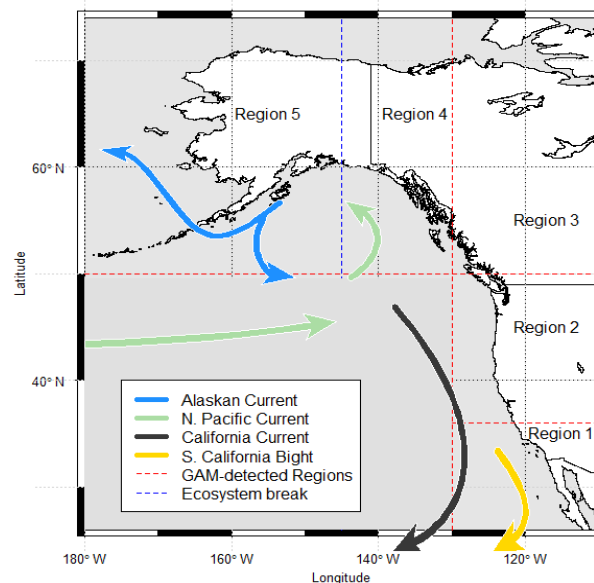 Region 5
Region 4
60° N
Region 3
Latitude
Region 2
40° N
Alaskan Current
N. Pacific Current
California Current
S. California Bight
GAM-detected Regions
Ecosystem break
Region 1
180° W
160° W
140° W
120° W
Longitude